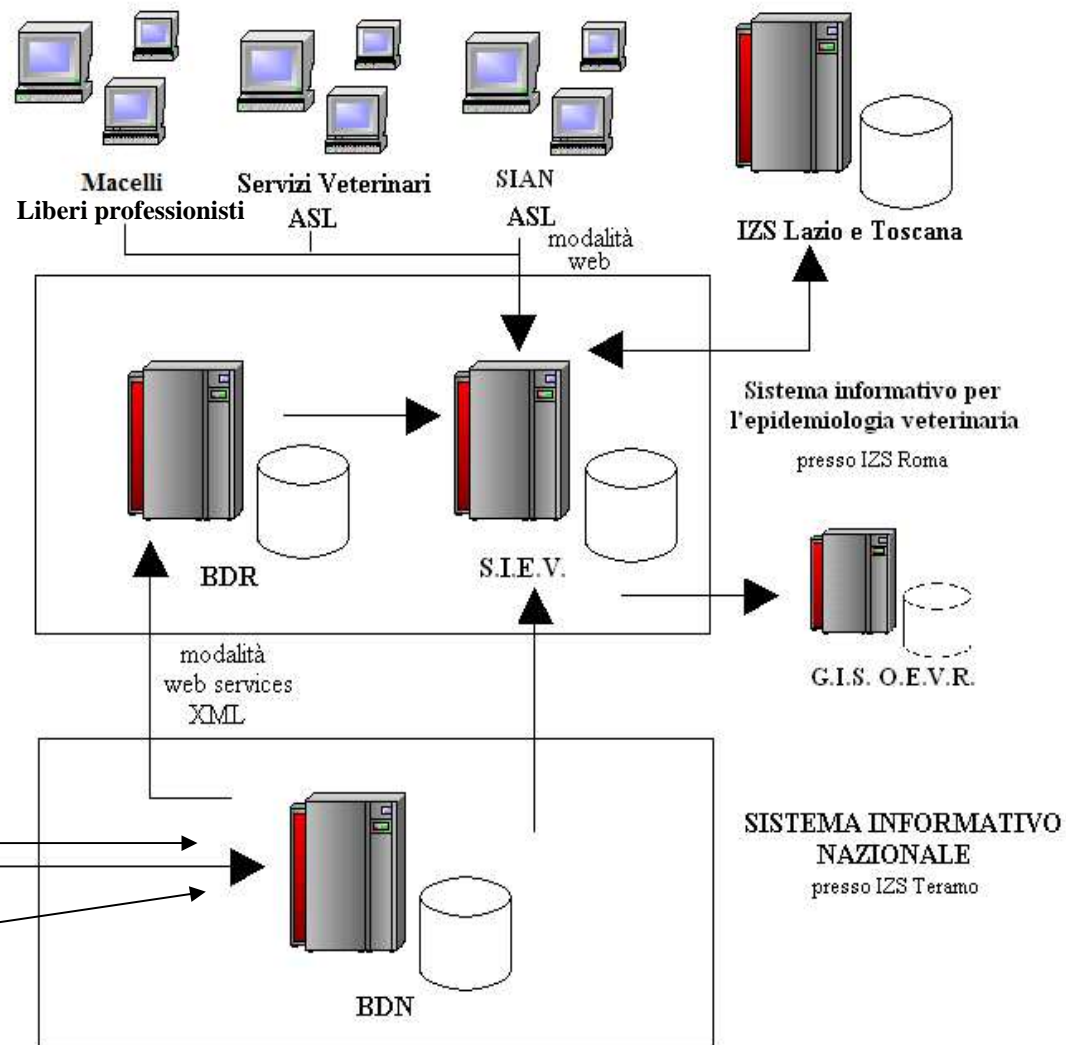 Macelli
Liberi professionisti
Servizi Veterinari
ASL
SIAN
ASL
modalità
web
IZS Lazio e Toscana
BDR
S.I.E.V.
Sistema informativo per
l'epidemiologia veterinaria
presso IZS Roma
G.I.S. O.E.V.R.
modalità
web services
XML
BDN
SISTEMA INFORMATIVO
NAZIONALE
presso IZS Teramo